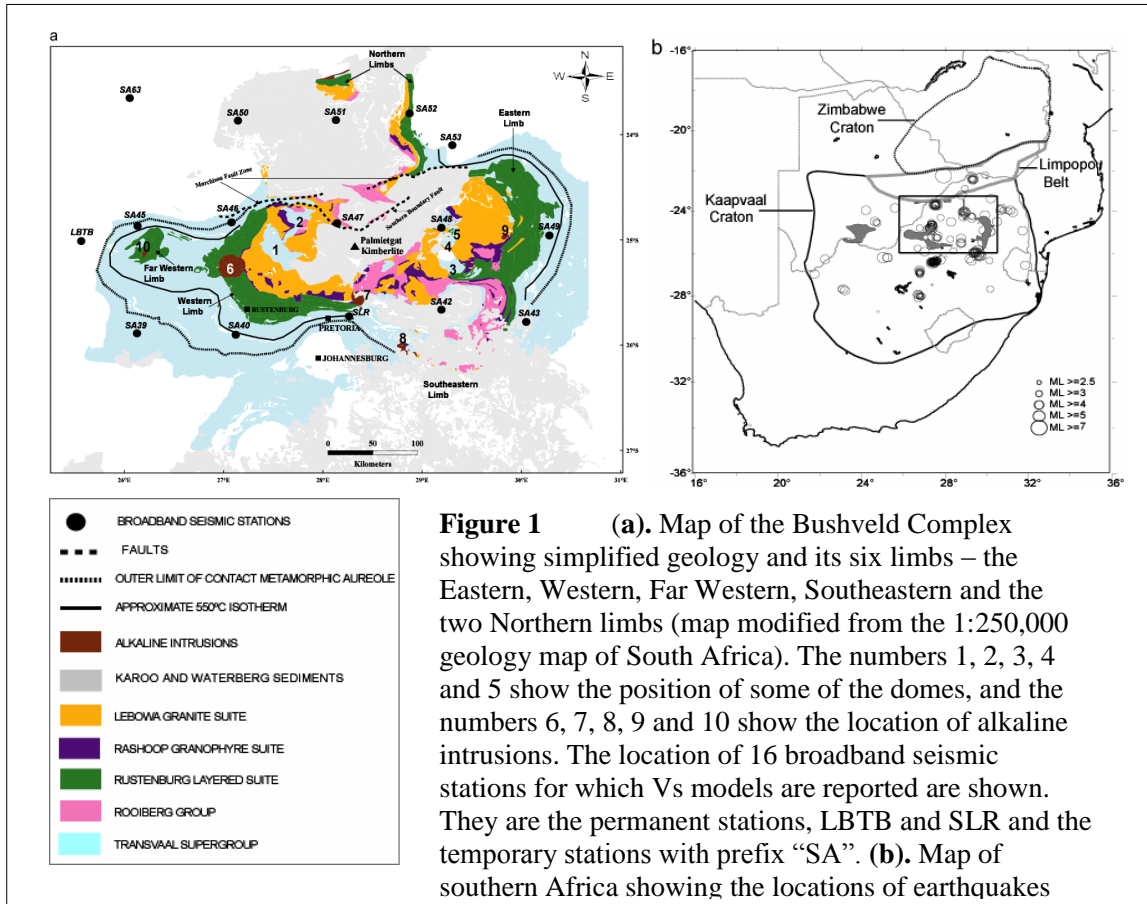 a
Northern
Limbs
N
W E
S
SA63
SA50
SA51
SA52
Eastern
Limb
SA53
24°S
Murchison Fault Zone
Southern Boundary Fault
SA45
SA46
SA47
SA48
SA49
LBTB
2
5
9
10
1
4
25°S
Palmietgat
Kimberlite
Far Western
Limb
6
3
Western
Limb
7
RUSTENBURG
SLR
SA42
SA43
PRETORIA
SA39
SA40
8
26°S
JOHANNESBURG
Southeastern
Limb
0 50 100
Kilometers
27°S
26°E 27°E 28°E 29°E 30°E 31°E
b
-16°
Zimbabwe
Craton
-20°
Limpopo
Belt
Kaapvaal
Craton
-24°
-28°
-32°
ML >=2.5
ML >=3
ML >=4
ML >=5
ML >=7
-36°
16° 20° 24° 28° 32° 36°
BROADBAND SEISMIC STATIONS
FAULTS
OUTER LIMIT OF CONTACT METAMORPHIC AUREOLE
APPROXIMATE 550ºC ISOTHERM
ALKALINE INTRUSIONS
KAROO AND WATERBERG SEDIMENTS
LEBOWA GRANITE SUITE
RASHOOP GRANOPHYRE SUITE
RUSTENBURG LAYERED SUITE
ROOIBERG GROUP
TRANSVAAL SUPERGROUP
Figure 1 (a). Map of the Bushveld Complex
showing simplified geology and its six limbs – the
Eastern, Western, Far Western, Southeastern and the
two Northern limbs (map modified from the 1:250,000
geology map of South Africa). The numbers 1, 2, 3, 4
and 5 show the position of some of the domes, and the
numbers 6, 7, 8, 9 and 10 show the location of alkaline
intrusions. The location of 16 broadband seismic
stations for which Vs models are reported are shown.
They are the permanent stations, LBTB and SLR and the
temporary stations with prefix “SA”. (b). Map of
southern Africa showing the locations of earthquakes